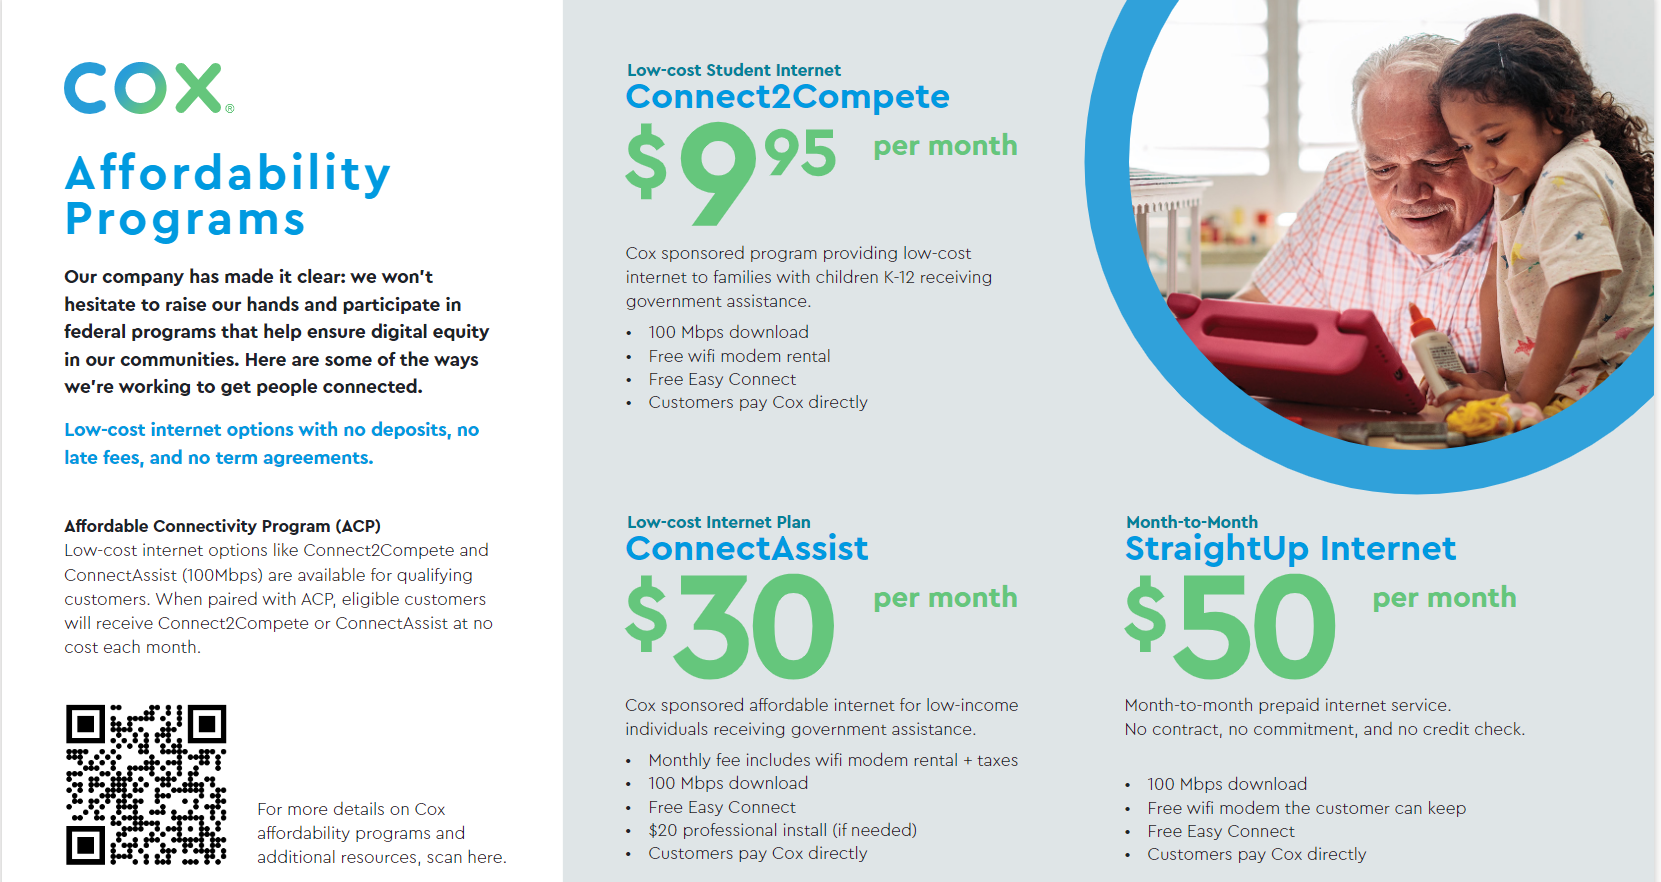 COX®
Affordability
Programs
Our company has made it clear: we won't
hesitate to raise our hands and participate in
federal programs that help ensure digital equity
in our communities. Here are some of the ways
we're working to get people connected.
Low-cost internet options with no deposits, no
late fees, and no term agreements.
Affordable Connectivity Program (ACP)
Low-cost internet options like Connect2Compete and
ConnectAssist (100Mbps) are available for qualifying
customers. When paired with ACP, eligible customers
will receive Connect2Compete or ConnectAssist at no
cost each month.
For more details on Cox
affordability programs and
additional resources, scan here.
Low-cost Student Internet
Connect2Compete
$995 per month
Cox sponsored program providing low-cost
internet to families with children K-12 receiving
government assistance.
• 100 Mbps download
• Free wifi modem rental
• Free Easy Connect
• Customers pay Cox directly
Low-cost Internet Plan
ConnectAssist
$30 per month
Cox sponsored affordable internet for low-income
individuals receiving government assistance.
• Monthly fee includes wifi modem rental + taxes
• 100 Mbps download
• Free Easy Connect
• $20 professional install (if needed)
• Customers pay Cox directly
Month-to-Month
StraightUp Internet
$50 per month
Month-to-month prepaid internet service.
No contract, no commitment, and no credit check.
• 100 Mbps download
• Free wifi modem the customer can keep
• Free Easy Connect
• Customers pay Cox directly